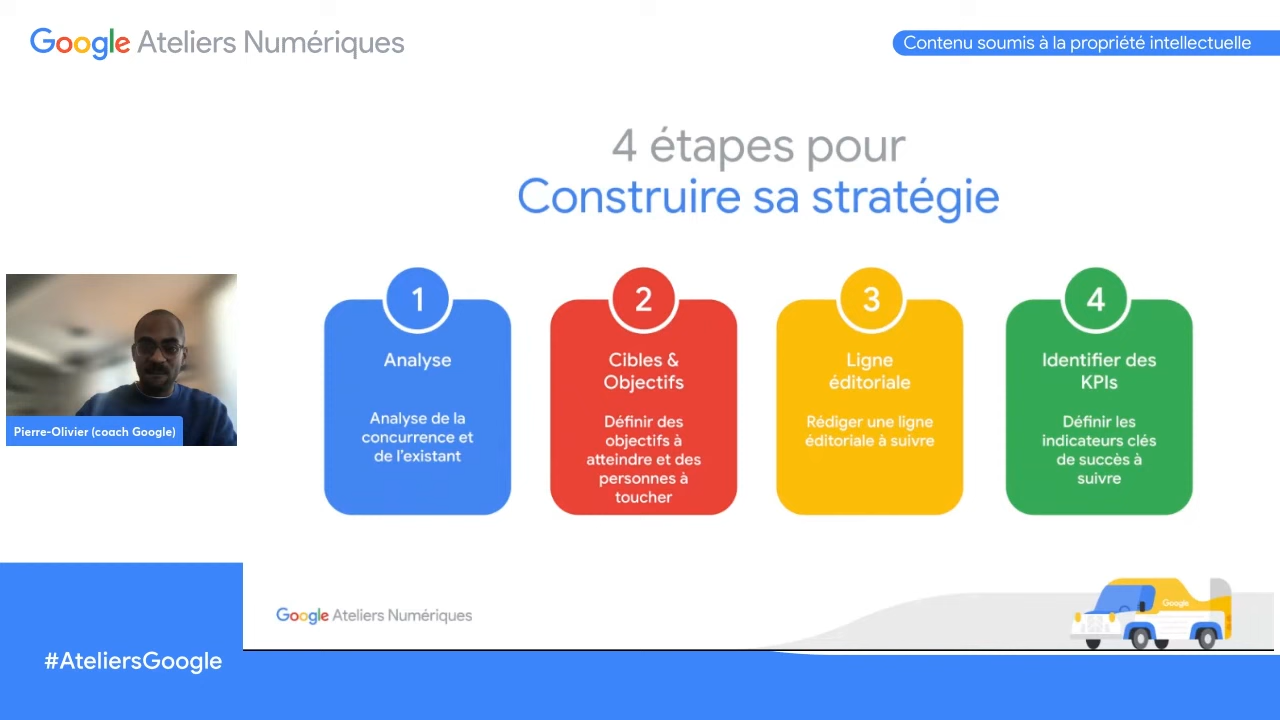 Google Ateliers Numériques
Contenu soumis à la propriété intellectuelle
4 étapes pour
Construire sa stratégie
1
Analyse
Analyse de la
concurrence et
de l'existant
2
Cibles &
Objectifs
Définir des
objectifs à
atteindre et des
personnes à
toucher
3
Ligne
éditoriale
Rédiger une ligne
éditoriale à suivre
4
Identifier des
KPIs
Définir les
indicateurs clés
de succès à
suivre
Pierre-Olivier (coach Google)
Google
Google Ateliers Numériques
#AteliersGoogle